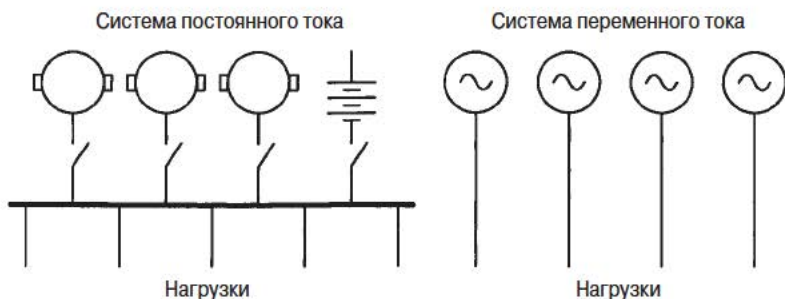 Система постоянного тока
Система переменного тока
Нагрузки
Нагрузки